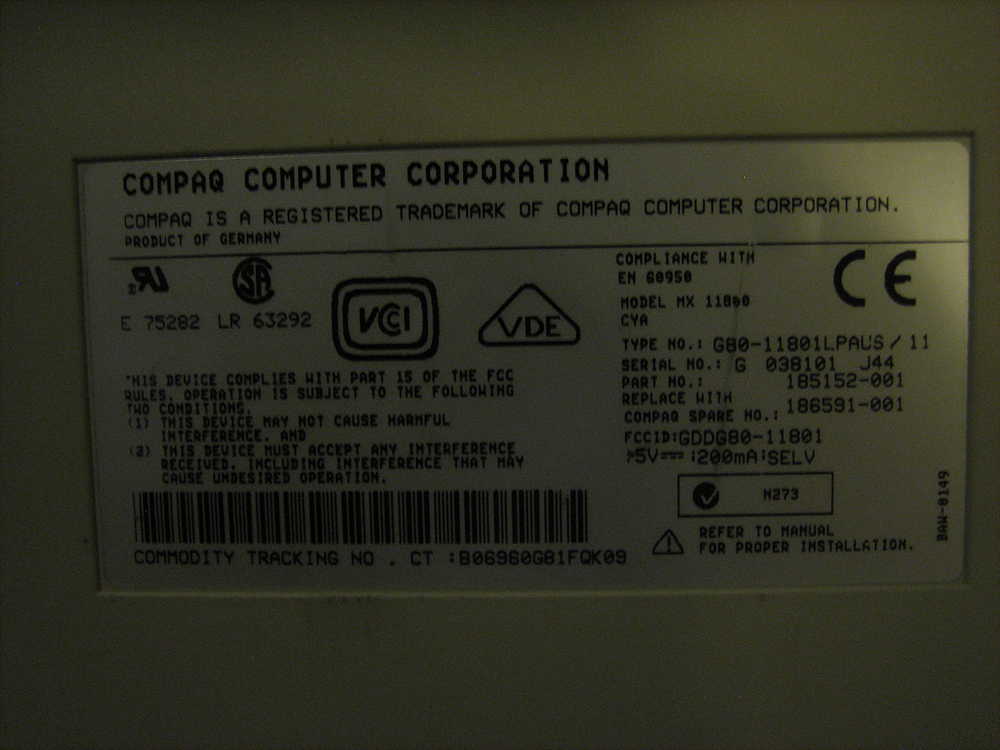 COMPAQ COMPUTER CORPORATION
COMPAQ IS A REGISTERED TRADEMARK OF COMPAQ COMPUTER CORPORATION.
PRODUCT OF GERMANY
E 75282 LR 63292
VCCI
VDE
COMPLIANCE WITH
EN 60950
CE
MODEL MX 11800
CYA
TYPE NO.: G80-11801LPAUS / 11
SERIAL NO.: G 038101 J44
PART NO.: 185152-001
REPLACE WITH
COMPAQ SPARE NO.: 186591-001
FCCID:GDDG80-11801
+5V 200mA SELV
N273
REFER TO MANUAL
FOR PROPER INSTALLATION.
BAW-0149
THIS DEVICE COMPLIES WITH PART 15 OF THE FCC
RULES. OPERATION IS SUBJECT TO THE FOLLOWING
TWO CONDITIONS.
(1) THIS DEVICE MAY NOT CAUSE HARMFUL
INTERFERENCE. AND
(2) THIS DEVICE MUST ACCEPT ANY INTERFERENCE
RECEIVED. INCLUDING INTERFERENCE THAT MAY
CAUSE UNDESIRED OPERATION.
COMMODITY TRACKING NO . CT :B06960GB1FQK09